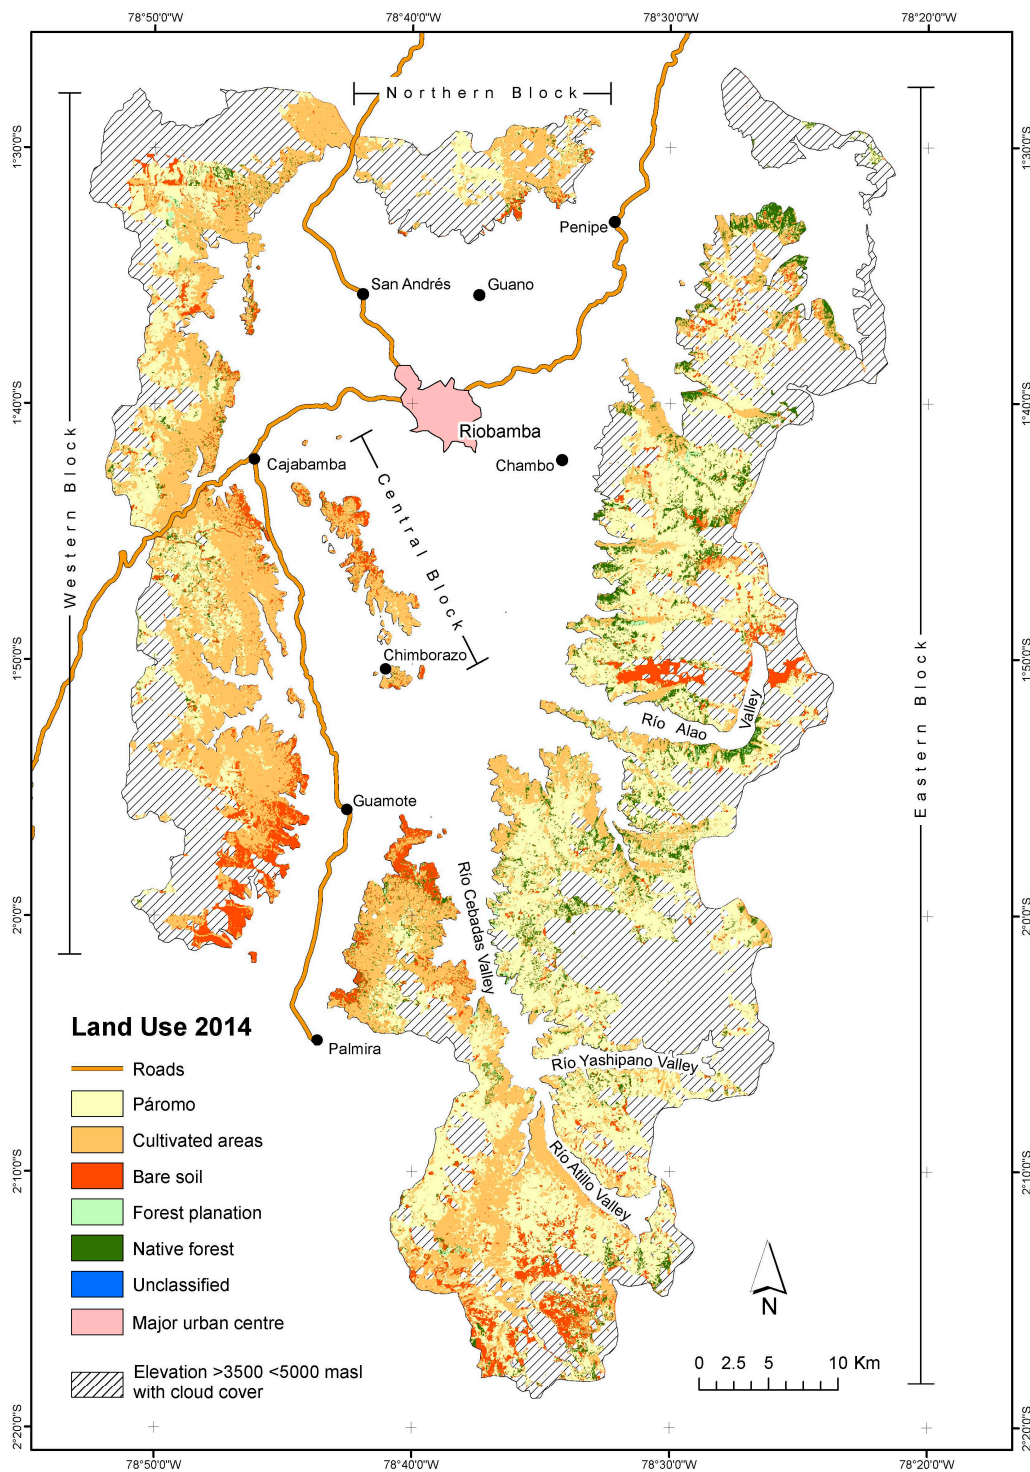 78°50'0"W
78°40'0"W
78°30'0"W
78°20'0"W
Northern Block
1°30'0"S
1°30'0"S
Penipe
San Andrés
Guano
1°40'0"S
1°40'0"S
Riobamba
Chambo
Cajabamba
Western Block
Central Block
1°50'0"S
1°50'0"S
Chimborazo
Río Alao
Valley
Eastern Block
Guamote
Río Cebadas Valley
2°0'0"S
2°0'0"S
Land Use 2014
Palmira
Río Yashipano Valley
Roads
Páromo
Cultivated areas
Río Atillo Valley
2°10'0"S
2°10'0"S
Bare soil
Forest planation
Native forest
Unclassified
Major urban centre
N
Elevation >3500 <5000 masl
with cloud cover
0 2.5 5 10 Km
2°20'0"S
2°20'0"S
78°50'0"W
78°40'0"W
78°30'0"W
78°20'0"W